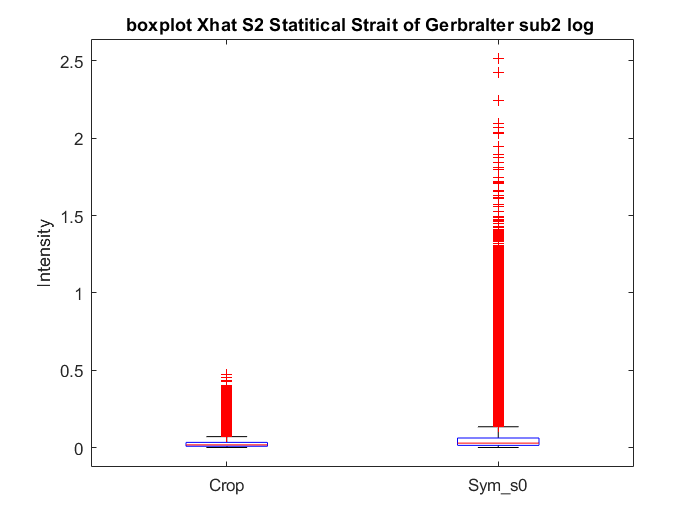 boxplot Xhat S2 Statitical Strait of Gerbralter sub2 log
2.5
2
1.5
1
0.5
0
Intensity
Crop
Sym_s0